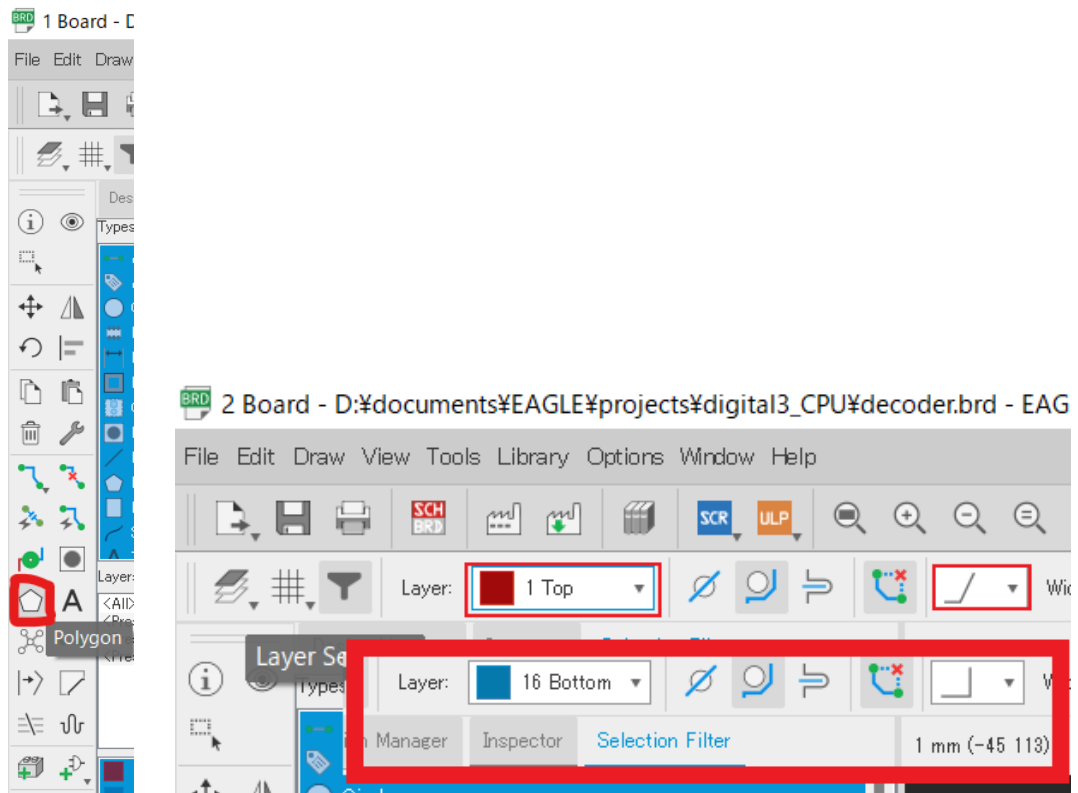 1 Board - D
File Edit Draw
Des
Types
Layer:
<All>
Polygon
2 Board - D:¥documents¥EAGLE¥projects¥digital3_CPU¥decoder.brd - EAG
File Edit Draw View Tools Library Options Window Help
SCH
BRD
SCR
ULP
Layer:
1 Top
Wid
Layer Se
Types
Layer:
16 Bottom
Manager
Inspector
Selection Filter
1 mm (-45 113)